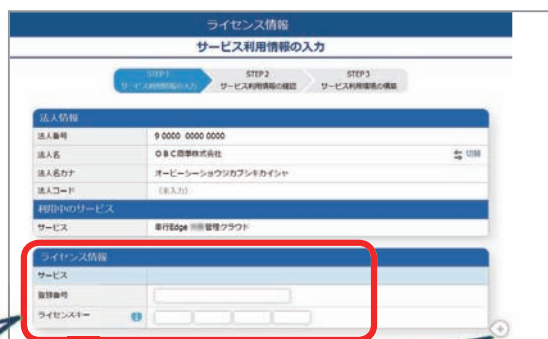 ライセンス情報
サービス利用情報の入力
STEP1 STEP2 STEP3
サービス利用情報の入力 サービス利用情報の確認 サービス利用環境の構築
法人情報
法人番号 9 0000 0000 0000
法人名 OBC商事株式会社 切替
法人名カナ オービーシーショウジカブシキカイシャ
法人コード (未入力)
利用中のサービス
サービス 奉行Edge 管理クラウド
ライセンス情報
サービス
登録番号
ライセンスキー